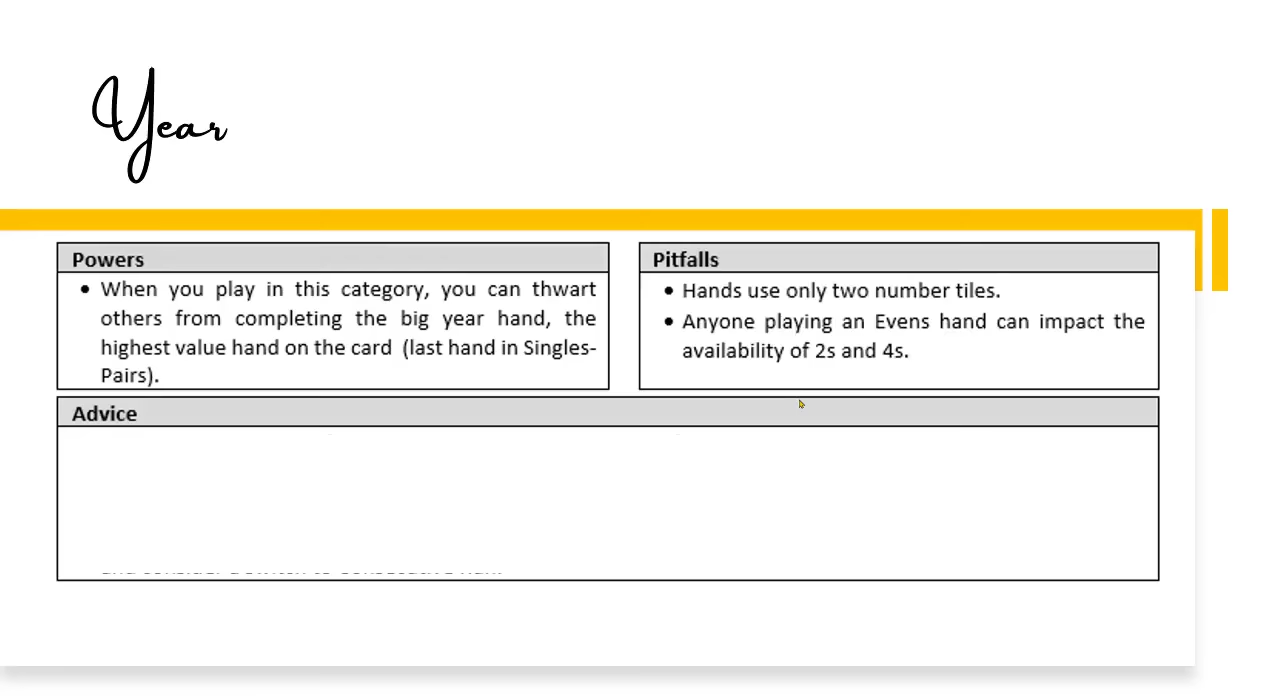 Year
Powers
• When you play in this category, you can thwart
others from completing the big year hand, the
highest value hand on the card (last hand in Singles-
Pairs).
Pitfalls
• Hands use only two number tiles.
• Anyone playing an Evens hand can impact the
availability of 2s and 4s.
Advice